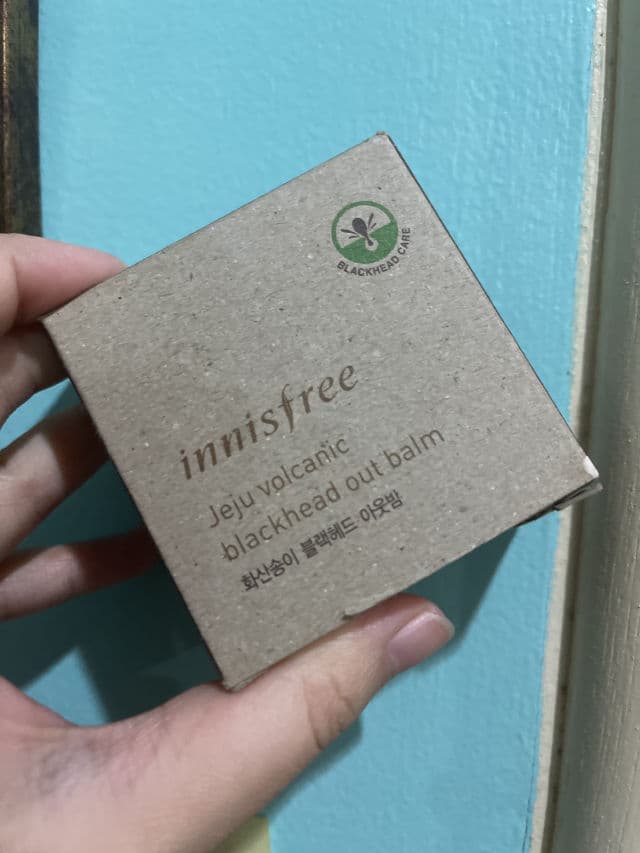 BLACKHEAD CARE
innisfree
Jeju volcanic
blackhead out balm
화산송이 블랙헤드 아웃밤